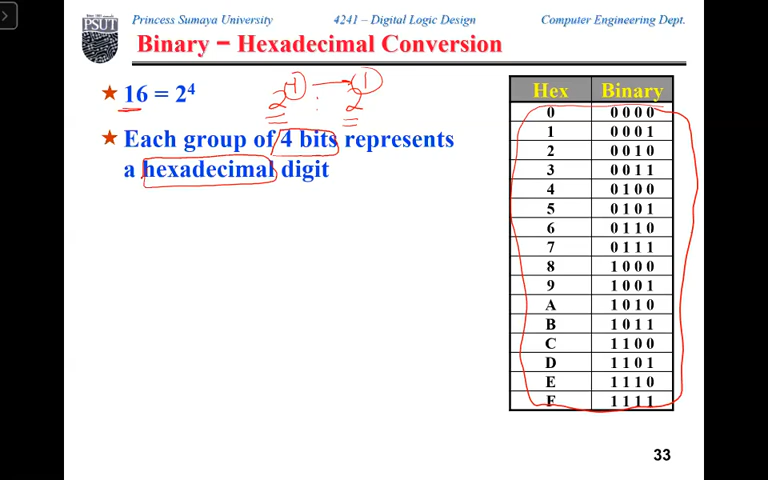 Princess Sumaya University 4241 – Digital Logic Design Computer Engineering Dept.
PSUT
Binary – Hexadecimal Conversion
16 = 2⁴
2⁴ : 2¹
Each group of 4 bits represents
a hexadecimal digit
Hex Binary
0 0 0 0 0
1 0 0 0 1
2 0 0 1 0
3 0 0 1 1
4 0 1 0 0
5 0 1 0 1
6 0 1 1 0
7 0 1 1 1
8 1 0 0 0
9 1 0 0 1
A 1 0 1 0
B 1 0 1 1
C 1 1 0 0
D 1 1 0 1
E 1 1 1 0
F 1 1 1 1
33